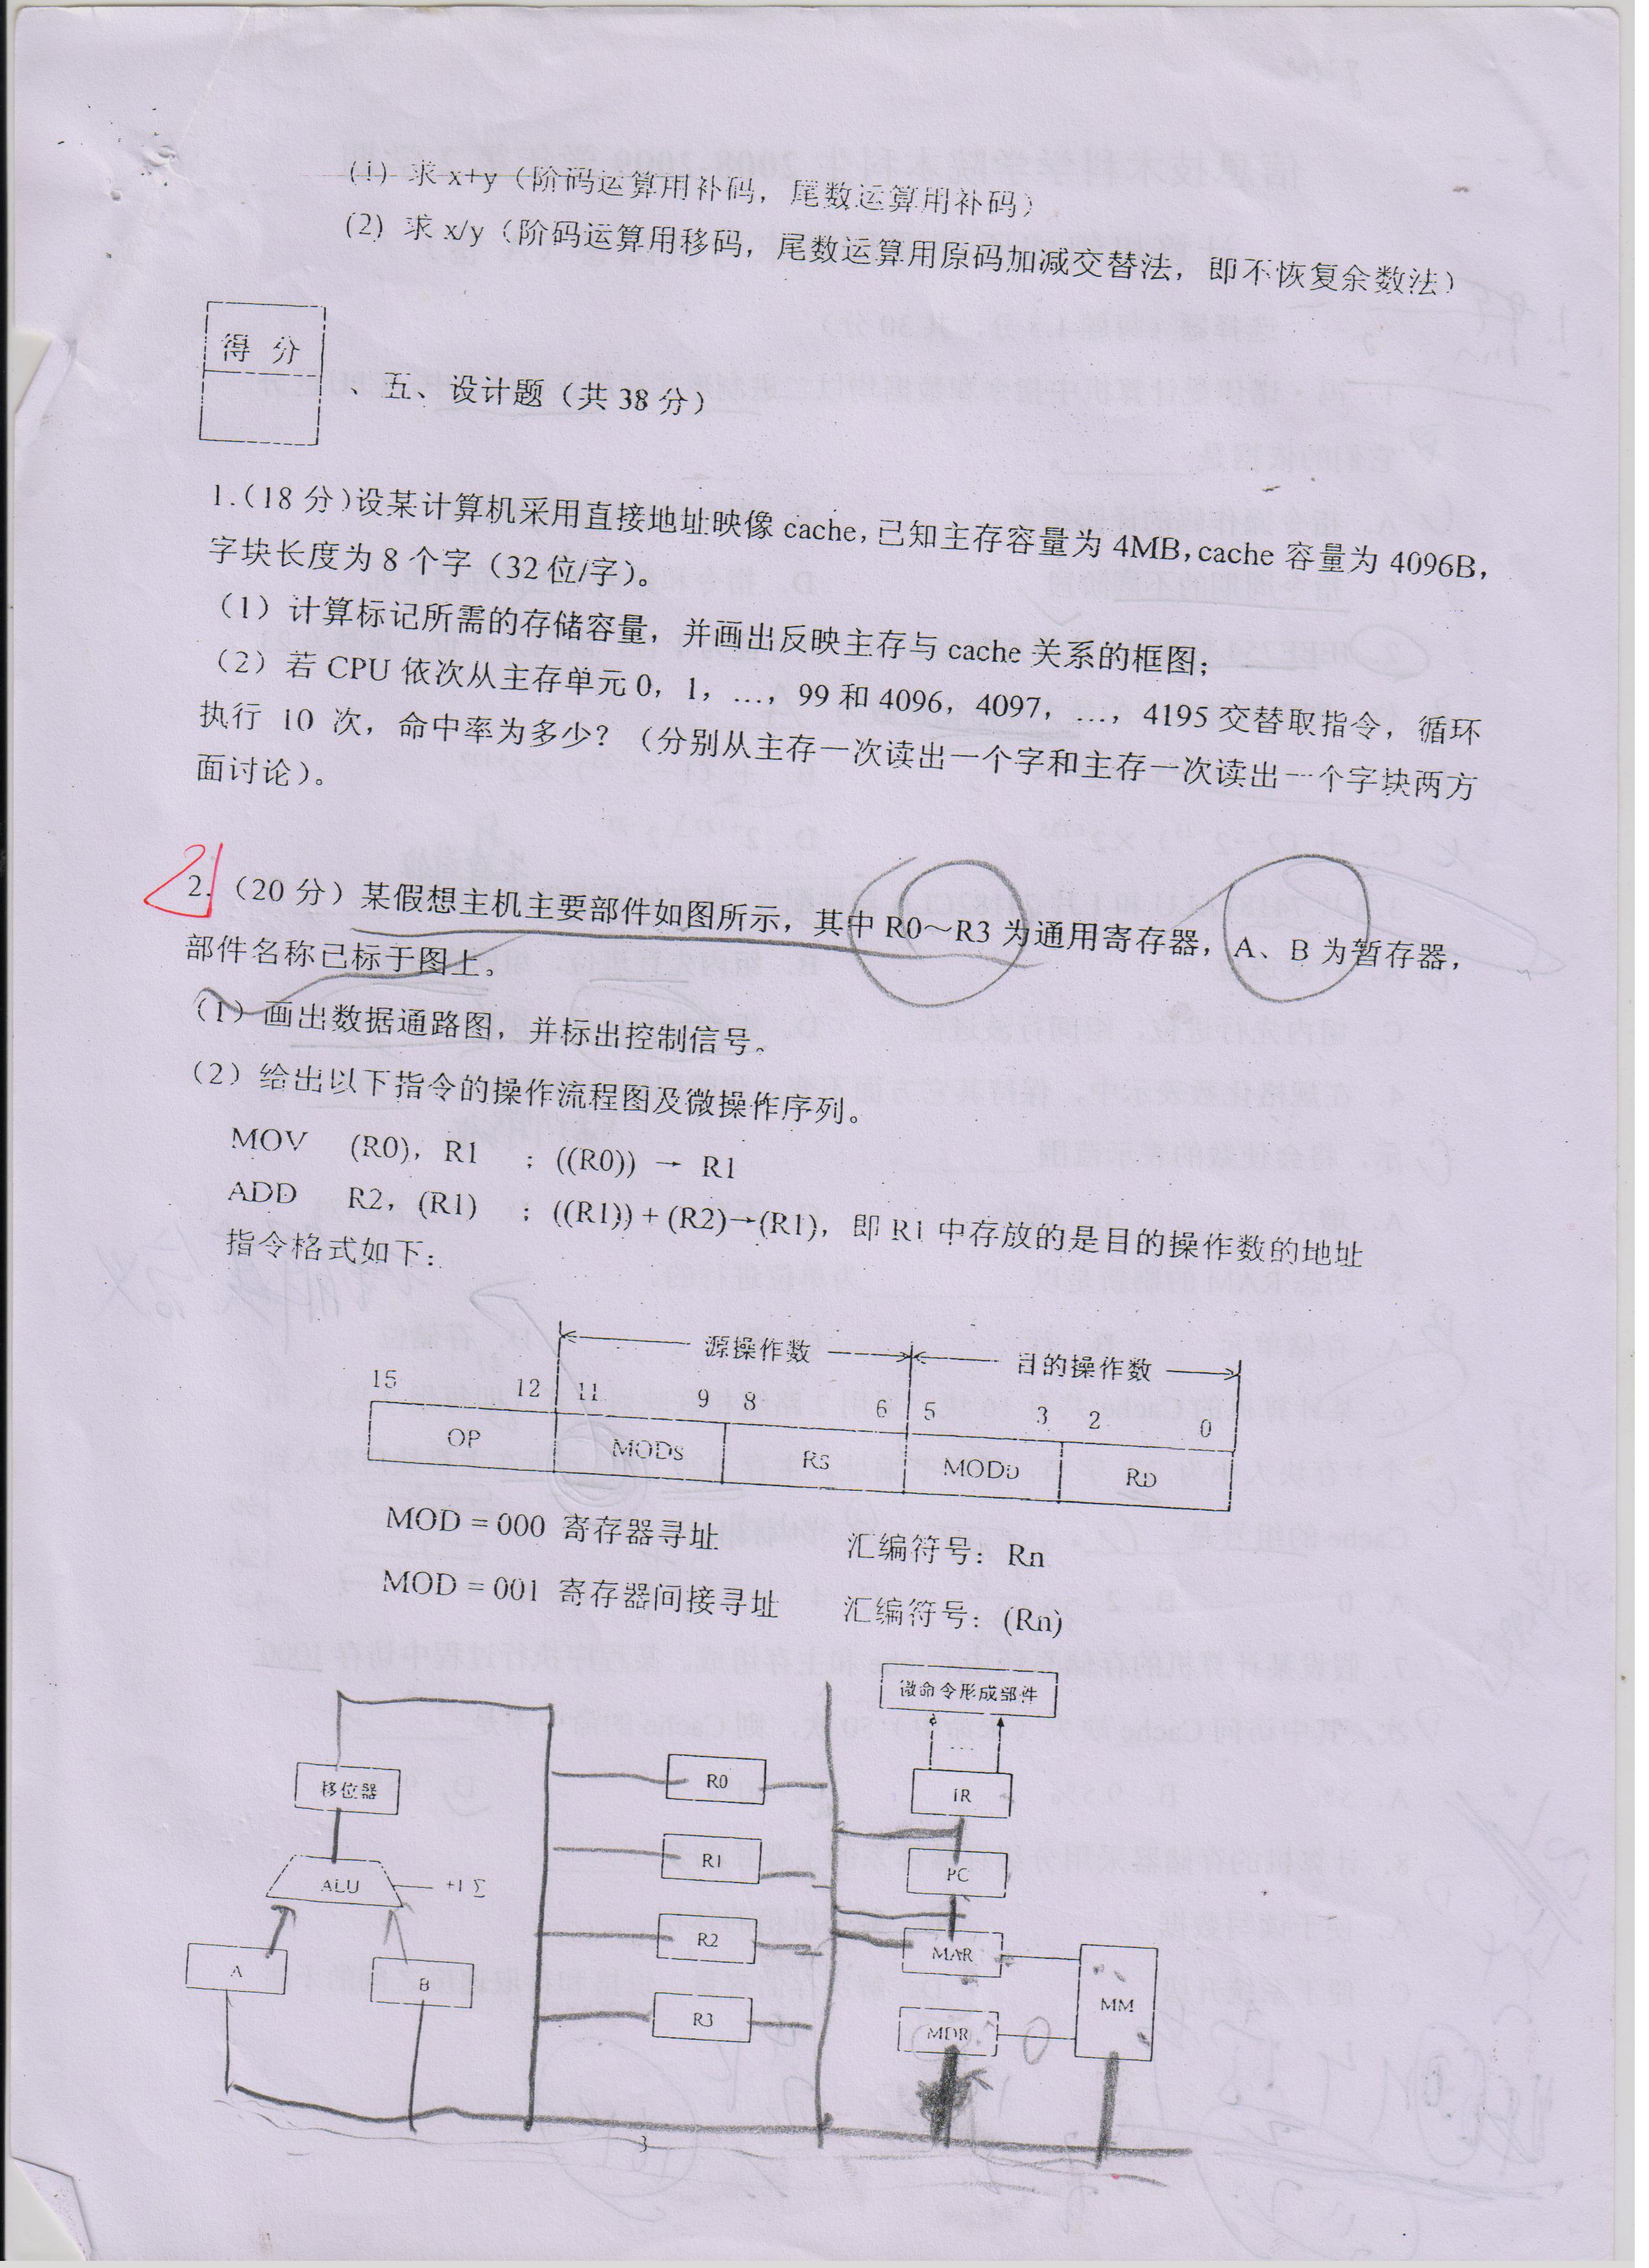 (1) 求 x+y（阶码运算用补码，尾数运算用补码）
(2) 求 x/y（阶码运算用移码，尾数运算用原码加减交替法，即不恢复余数法）
得 分
、五、设计题（共 38 分）
1.(18 分)设某计算机采用直接地址映像 cache, 已知主存容量为 4MB, cache 容量为 4096B,
字块长度为 8 个字（32 位/字）。
（1）计算标记所需的存储容量，并画出反映主存与 cache 关系的框图；
（2）若 CPU 依次从主存单元 0，1，…，99 和 4096，4097，…，4195 交替取指令，循环
执行 10 次，命中率为多少？（分别从主存一次读出一个字和主存一次读出一个字块两方
面讨论）。
2.（20 分）某假想主机主要部件如图所示，其中 R0～R3 为通用寄存器，A、B 为暂存器，
部件名称已标于图上。
（1）画出数据通路图，并标出控制信号。
（2）给出以下指令的操作流程图及微操作序列。
MOV (R0)，R1 ；((R0)) → R1
ADD R2，(R1) ；((R1)) + (R2)→(R1)，即 R1 中存放的是目的操作数的地址
指令格式如下：
源操作数 目的操作数
15 12 11 9 8 6 5 3 2 0
OP MODs Rs MODD RD
MOD = 000 寄存器寻址 汇编符号：Rn
MOD = 001 寄存器间接寻址 汇编符号：(Rn)
微命令形成部件
…
移位器 R0 IR
ALU +1 Σ R1 PC
A B R2 MAR MM
R3 MDR
3